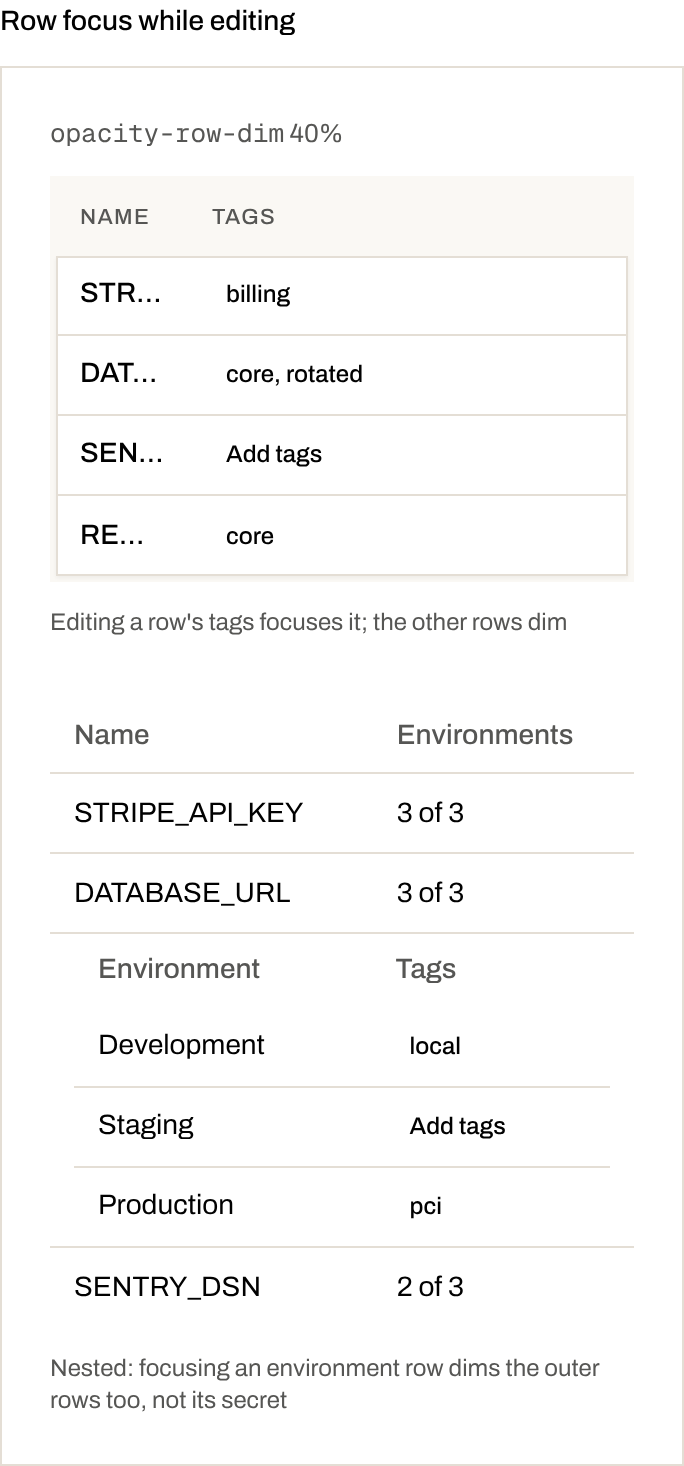 Row focus while editing
opacity-row-dim 40%
NAME TAGS
STR... billing
DAT... core, rotated
SEN... Add tags
RE... core
Editing a row's tags focuses it; the other rows dim
Name Environments
STRIPE_API_KEY 3 of 3
DATABASE_URL 3 of 3
Environment Tags
Development local
Staging Add tags
Production pci
SENTRY_DSN 2 of 3
Nested: focusing an environment row dims the outer
rows too, not its secret